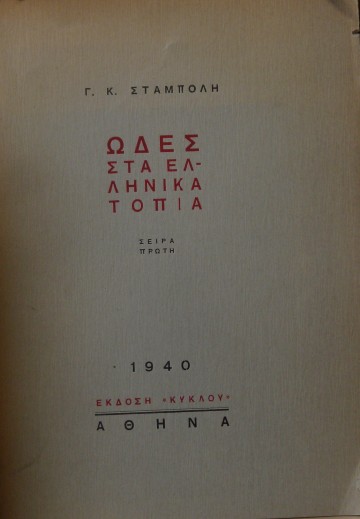 Γ. Κ. ΣΤΑΜΠΟΛΗ
ΩΔΕΣ
ΣΤΑ ΕΛ-
ΛΗΝΙΚΑ
ΤΟΠΙΑ
ΣΕΙΡΑ
ΠΡΩΤΗ
1940
ΕΚΔΟΣΗ "ΚΥΚΛΟΥ"
ΑΘΗΝΑ